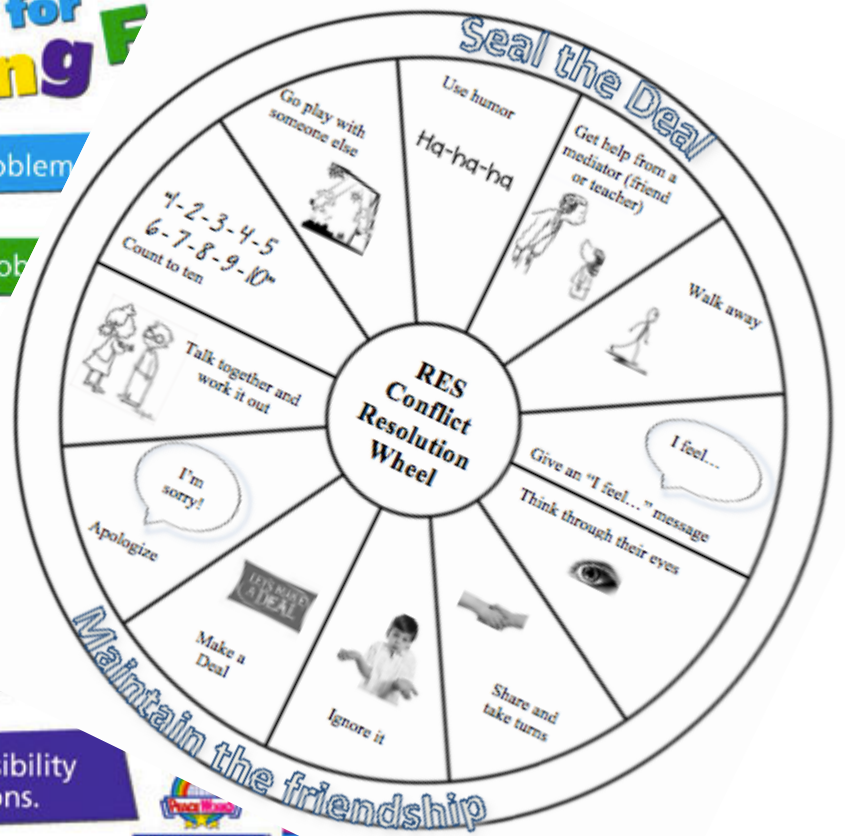 for
ng F
oblem
ob
Seal the Deal
Use humor
Ha-ha-ha
Get help from a
mediator (friend
or teacher)
Walk away
I feel...
Give an "I feel..." message
Think through their eyes
Share and
take turns
Ignore it
LET'S MAKE
A DEAL
Make a
Deal
I'm
sorry!
Apologize
Talk together and
work it out
"1-2-3-4-5
6-7-8-9-10"
Count to ten
Go play with
someone else
RES
Conflict
Resolution
Wheel
Maintain the friendship
sibility
ons.
PEACEWORKS